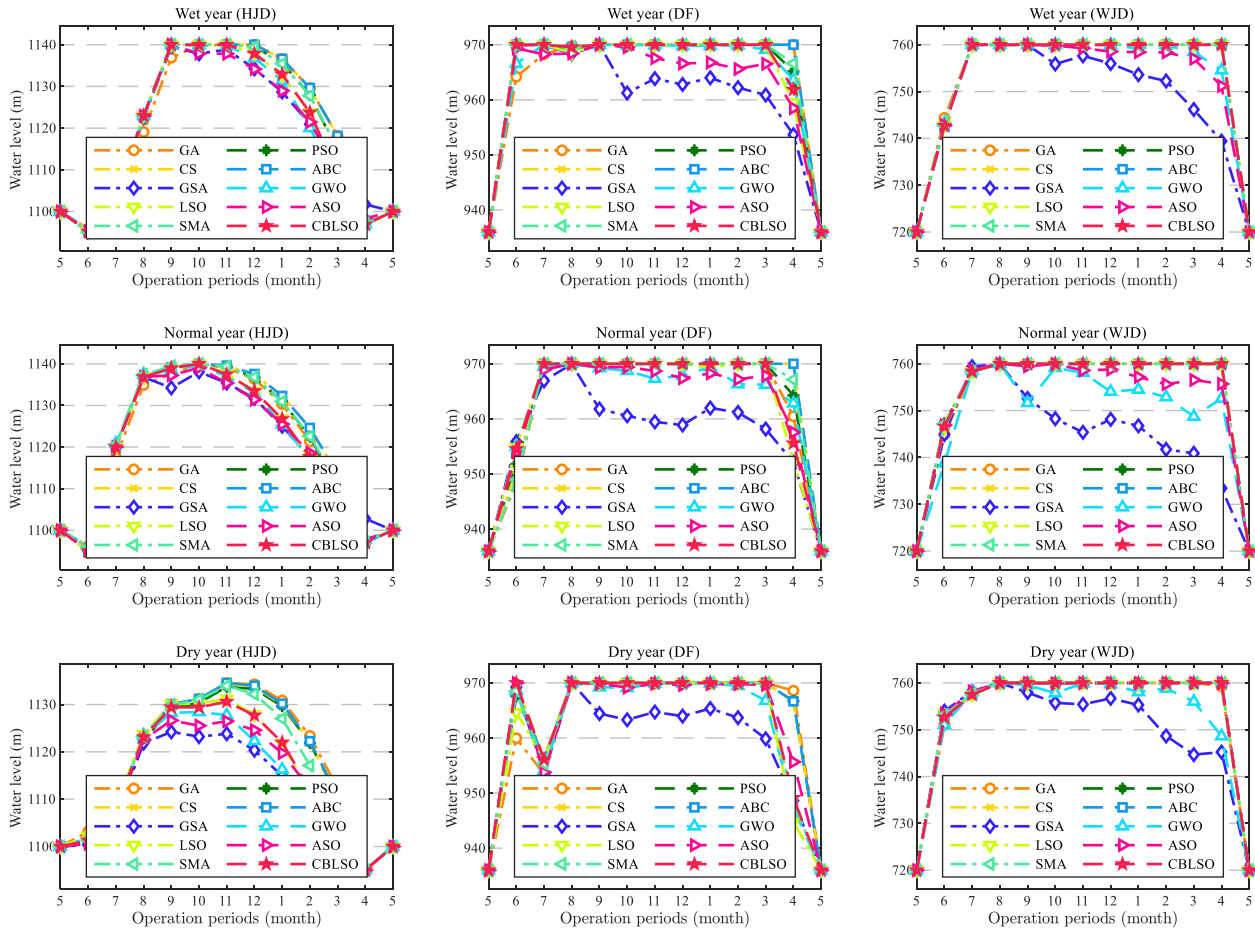 Wet year (HJD)
Water level (m)
1140
1130
1120
1110
1100
GA
PSO
CS
ABC
GSA
GWO
LSO
ASO
SMA
CBLSO
5 6 7 8 9 10 11 12 1 2 3 4 5
Operation periods (month)
Wet year (DF)
Water level (m)
970
960
950
940
GA
PSO
CS
ABC
GSA
GWO
LSO
ASO
SMA
CBLSO
5 6 7 8 9 10 11 12 1 2 3 4 5
Operation periods (month)
Wet year (WJD)
Water level (m)
760
750
740
730
720
GA
PSO
CS
ABC
GSA
GWO
LSO
ASO
SMA
CBLSO
5 6 7 8 9 10 11 12 1 2 3 4 5
Operation periods (month)
Normal year (HJD)
Water level (m)
1140
1130
1120
1110
1100
GA
PSO
CS
ABC
GSA
GWO
LSO
ASO
SMA
CBLSO
5 6 7 8 9 10 11 12 1 2 3 4 5
Operation periods (month)
Normal year (DF)
Water level (m)
970
960
950
940
GA
PSO
CS
ABC
GSA
GWO
LSO
ASO
SMA
CBLSO
5 6 7 8 9 10 11 12 1 2 3 4 5
Operation periods (month)
Normal year (WJD)
Water level (m)
760
750
740
730
720
GA
PSO
CS
ABC
GSA
GWO
LSO
ASO
SMA
CBLSO
5 6 7 8 9 10 11 12 1 2 3 4 5
Operation periods (month)
Dry year (HJD)
Water level (m)
1130
1120
1110
1100
GA
PSO
CS
ABC
GSA
GWO
LSO
ASO
SMA
CBLSO
5 6 7 8 9 10 11 12 1 2 3 4 5
Operation periods (month)
Dry year (DF)
Water level (m)
970
960
950
940
GA
PSO
CS
ABC
GSA
GWO
LSO
ASO
SMA
CBLSO
5 6 7 8 9 10 11 12 1 2 3 4 5
Operation periods (month)
Dry year (WJD)
Water level (m)
760
750
740
730
720
GA
PSO
CS
ABC
GSA
GWO
LSO
ASO
SMA
CBLSO
5 6 7 8 9 10 11 12 1 2 3 4 5
Operation periods (month)